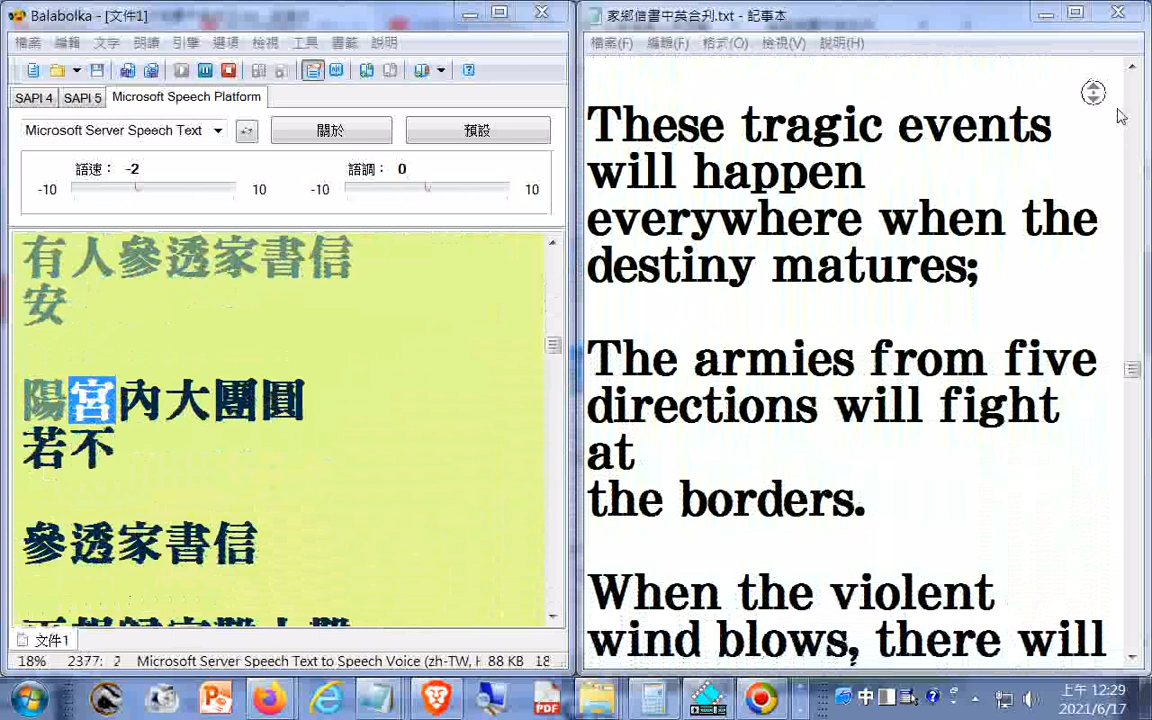 Balabolka - [文件1]
檔案 編輯 文字 朗讀 引擎 選項 檢視 工具 書籤 說明
SAPI 4 SAPI 5 Microsoft Speech Platform
Microsoft Server Speech Text 關於 預設
語速： -2 語調： 0
-10 10 -10 10
有人參透家書信
安
陽宮內大團圓
若不
參透家書信
文件1
18% 2377: 2 Microsoft Server Speech Text to Speech Voice (zh-TW, H 88 KB 18
家鄉信書中英合刋.txt - 記事本
檔案(F) 編輯(F) 格式(O) 檢視(V) 說明(H)
These tragic events
will happen
everywhere when the
destiny matures;
The armies from five
directions will fight
at
the borders.
When the violent
wind blows, there will
中
上午 12:29
2021/6/17